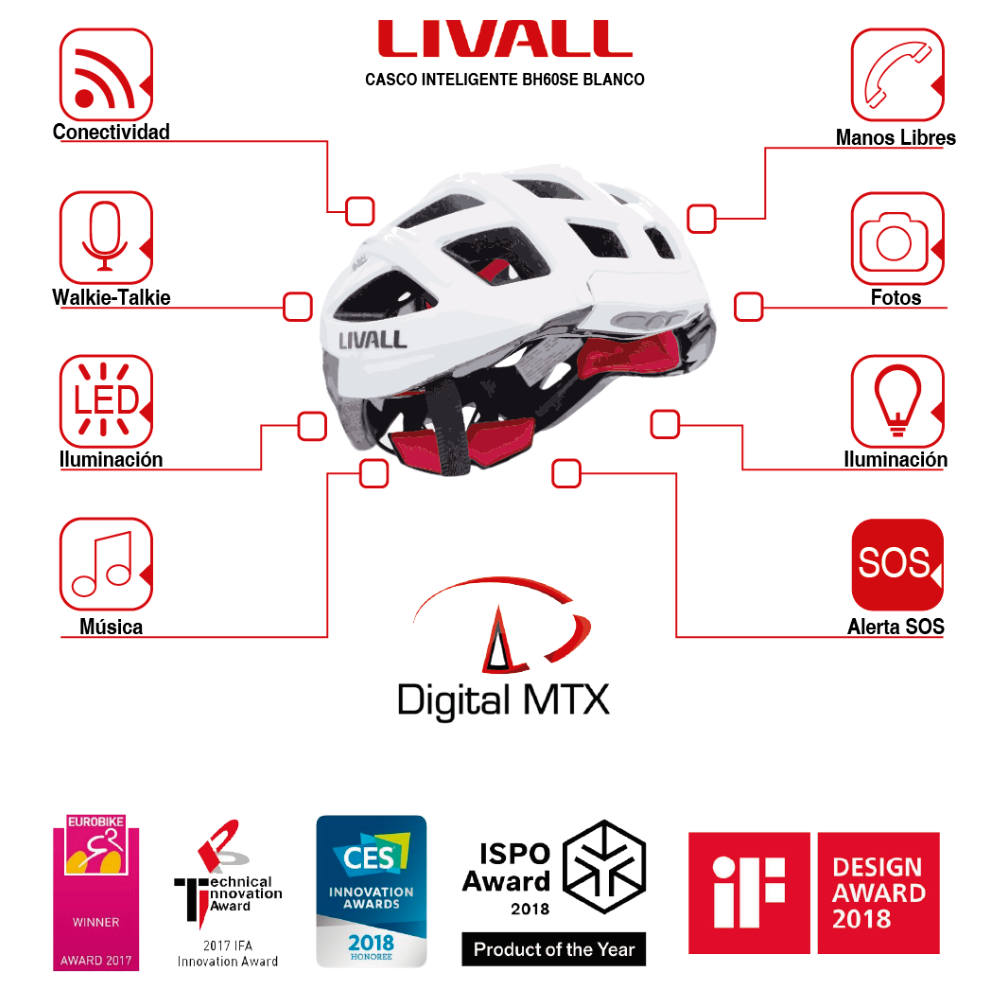 LIVALL
CASCO INTELIGENTE BH60SE BLANCO
Conectividad
Manos Libres
Walkie-Talkie
Fotos
LIVALL
LED
Iluminación
Iluminación
SOS
Música
Alerta SOS
Digital MTX
EUROBIKE
WINNER
AWARD 2017
Technical
innovation
Award
2017 IFA
Innovation Award
CES
INNOVATION
AWARDS
2018
HONOREE
ISPO
Award
2018
Product of the Year
iF
DESIGN
AWARD
2018